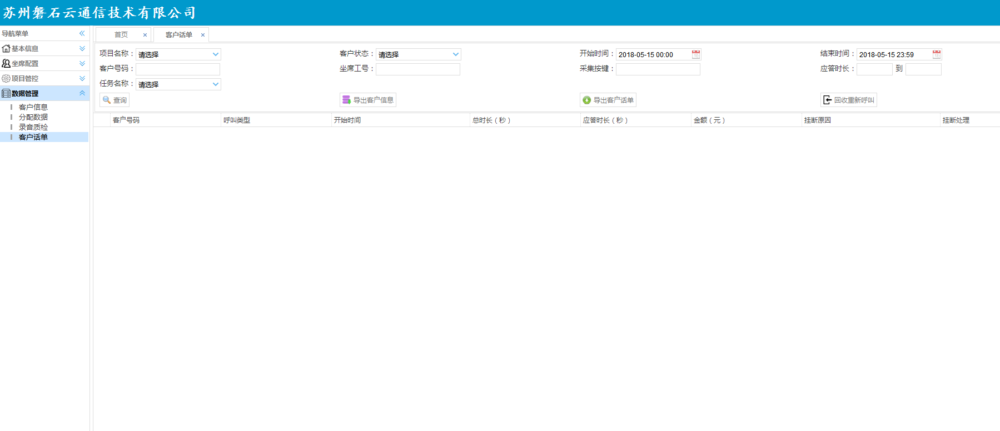 苏州磐石云通信技术有限公司
导航菜单
基本信息
坐席配置
项目管控
数据管理
客户信息
分配数据
录音质检
客户话单
首页 客户话单
项目名称： 请选择 客户状态： 请选择 开始时间： 2018-05-15 00:00 结束时间： 2018-05-15 23:59
客户号码： 坐席工号： 采集按键： 应答时长： 到
任务名称： 请选择
查询 导出客户信息 导出客户话单 回收重新呼叫
客户号码 呼叫类型 开始时间 总时长（秒） 应答时长（秒） 金额（元） 挂断原因 挂断处理